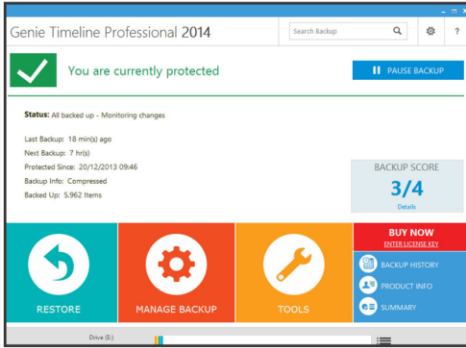 Genie Timeline Professional 2014
Search Backup
?
You are currently protected
PAUSE BACKUP
Status: All backed up - Monitoring changes
Last Backup: 18 min(s) ago
Next Backup: 7 hr(s)
Protected Since: 20/12/2013 09:46
Backup Info: Compressed
Backed Up: 5,962 Items
BACKUP SCORE
3/4
Details
BUY NOW
ENTER LICENSE KEY
BACKUP HISTORY
PRODUCT INFO
SUMMARY
RESTORE
MANAGE BACKUP
TOOLS
Drive (E:)